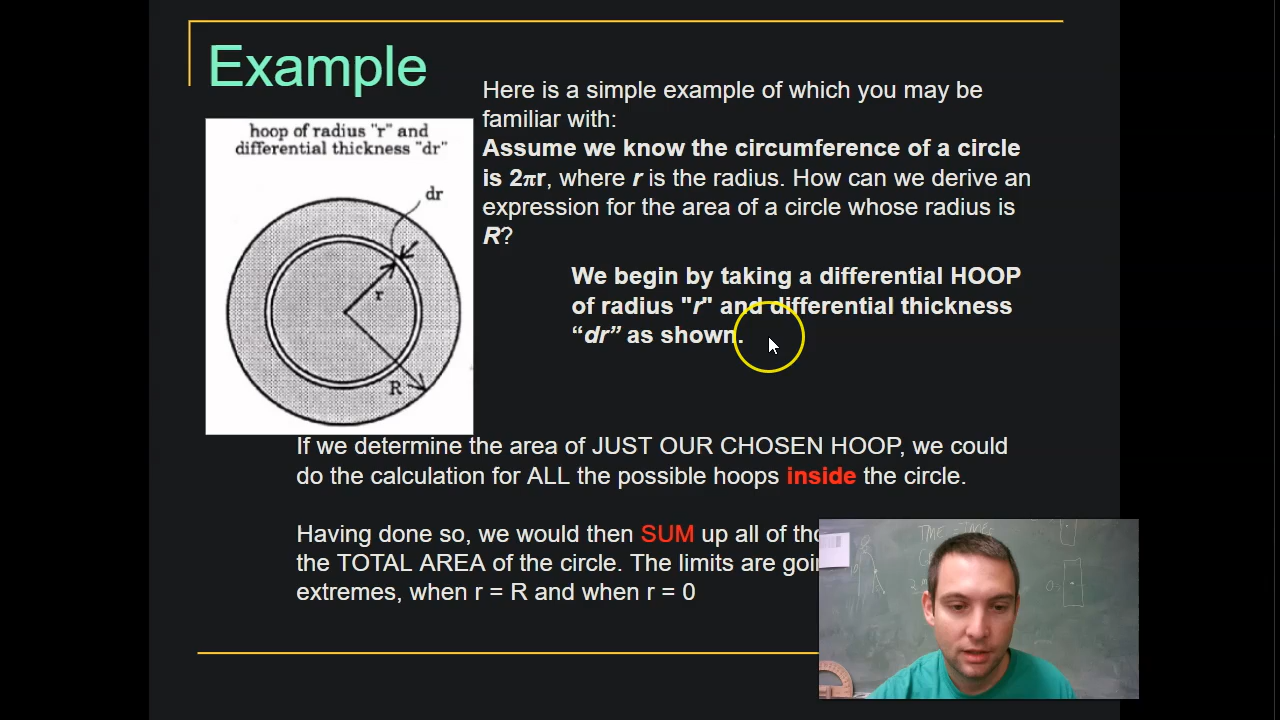 Example
hoop of radius "r" and
differential thickness "dr"
dr
r
R
Here is a simple example of which you may be
familiar with:
Assume we know the circumference of a circle
is 2πr, where r is the radius. How can we derive an
expression for the area of a circle whose radius is
R?
We begin by taking a differential HOOP
of radius "r" and differential thickness
“dr” as shown.
If we determine the area of JUST OUR CHOSEN HOOP, we could
do the calculation for ALL the possible hoops inside the circle.
Having done so, we would then SUM up all of
the TOTAL AREA of the circle. The limits are
extremes, when r = R and when r = 0